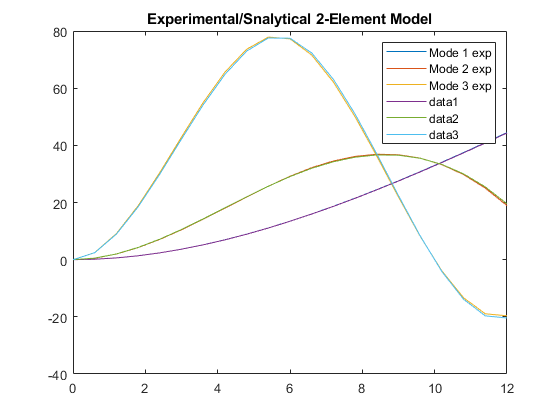 Experimental/Snalytical 2-Element Model
80
60
40
20
0
-20
-40
0 2 4 6 8 10 12
Mode 1 exp
Mode 2 exp
Mode 3 exp
data1
data2
data3